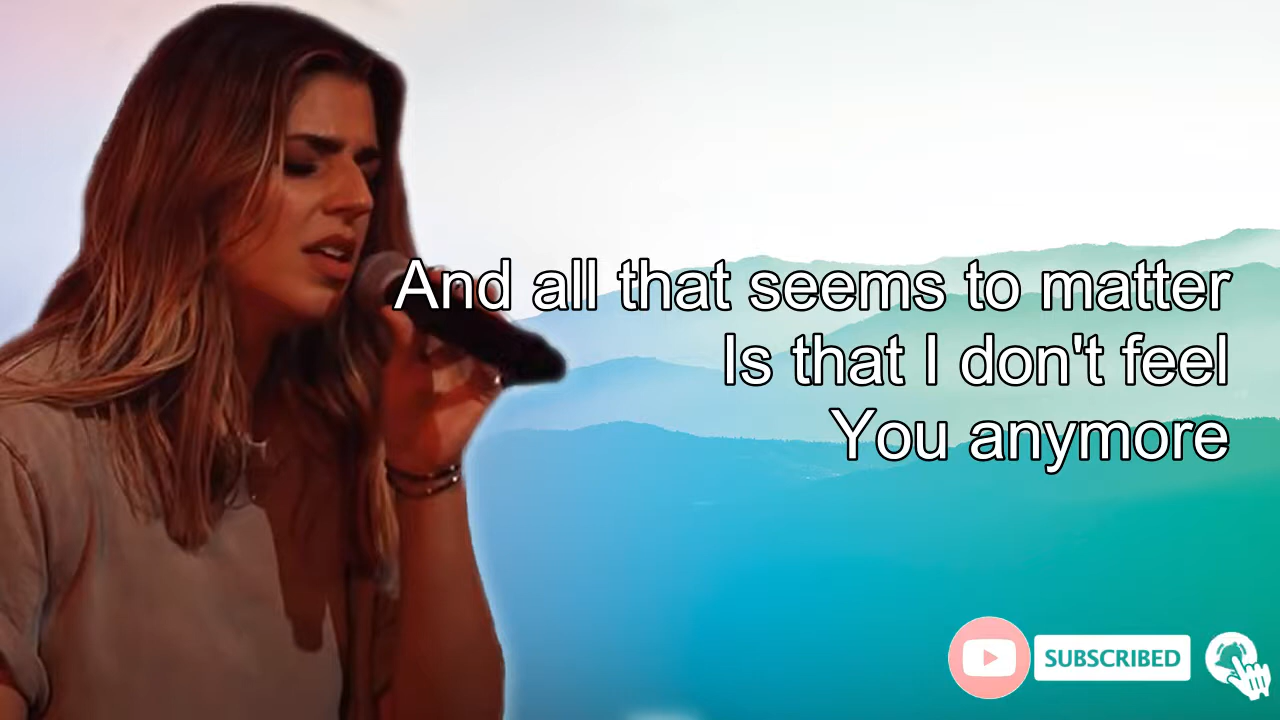 And all that seems to matter
Is that I don't feel
You anymore
SUBSCRIBED